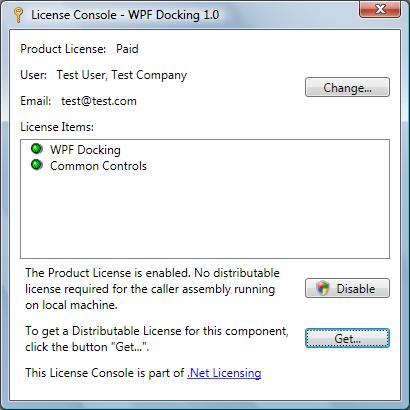 License Console - WPF Docking 1.0
Product License: Paid
User: Test User, Test Company
Change...
Email: test@test.com
License Items:
WPF Docking
Common Controls
The Product License is enabled. No distributable
license required for the caller assembly running
on local machine.
Disable
To get a Distributable License for this component,
click the button "Get...".
Get...
This License Console is part of .Net Licensing